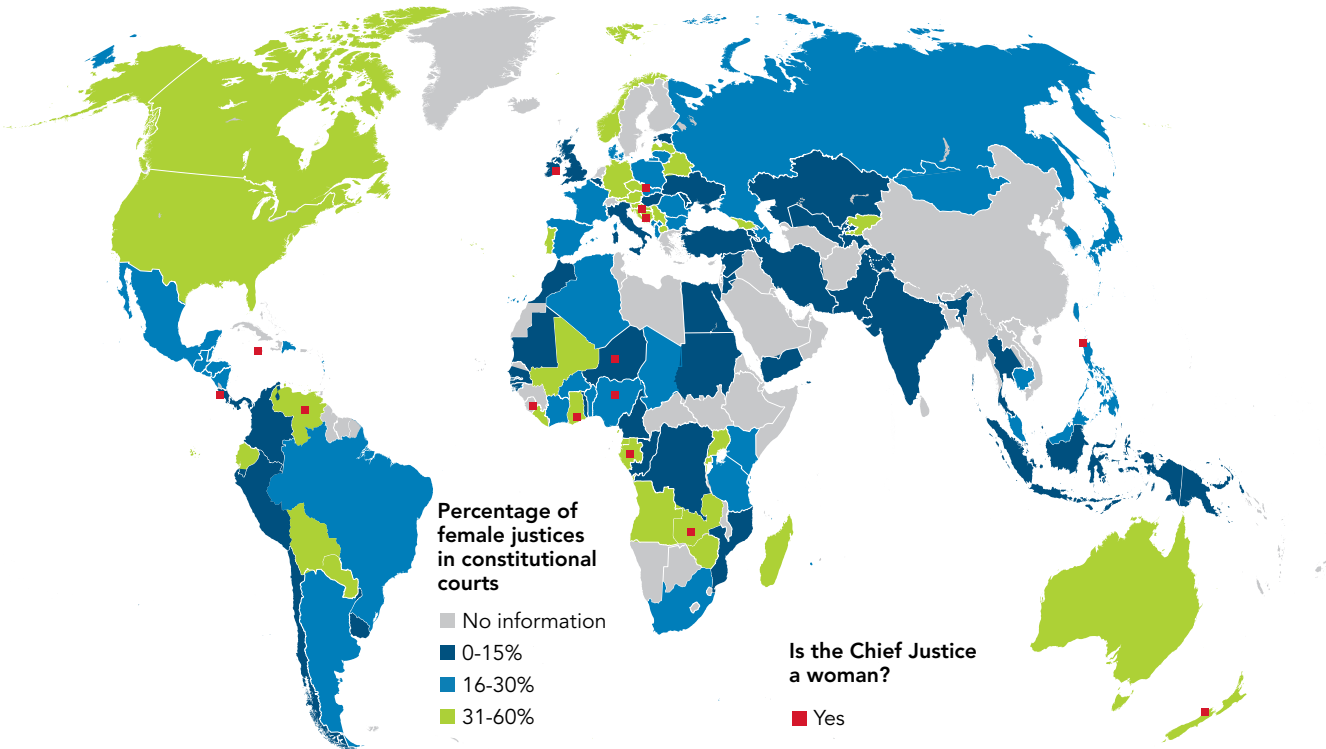 Percentage of
female justices
in constitutional
courts
No information
0-15%
16-30%
31-60%
Is the Chief Justice
a woman?
Yes